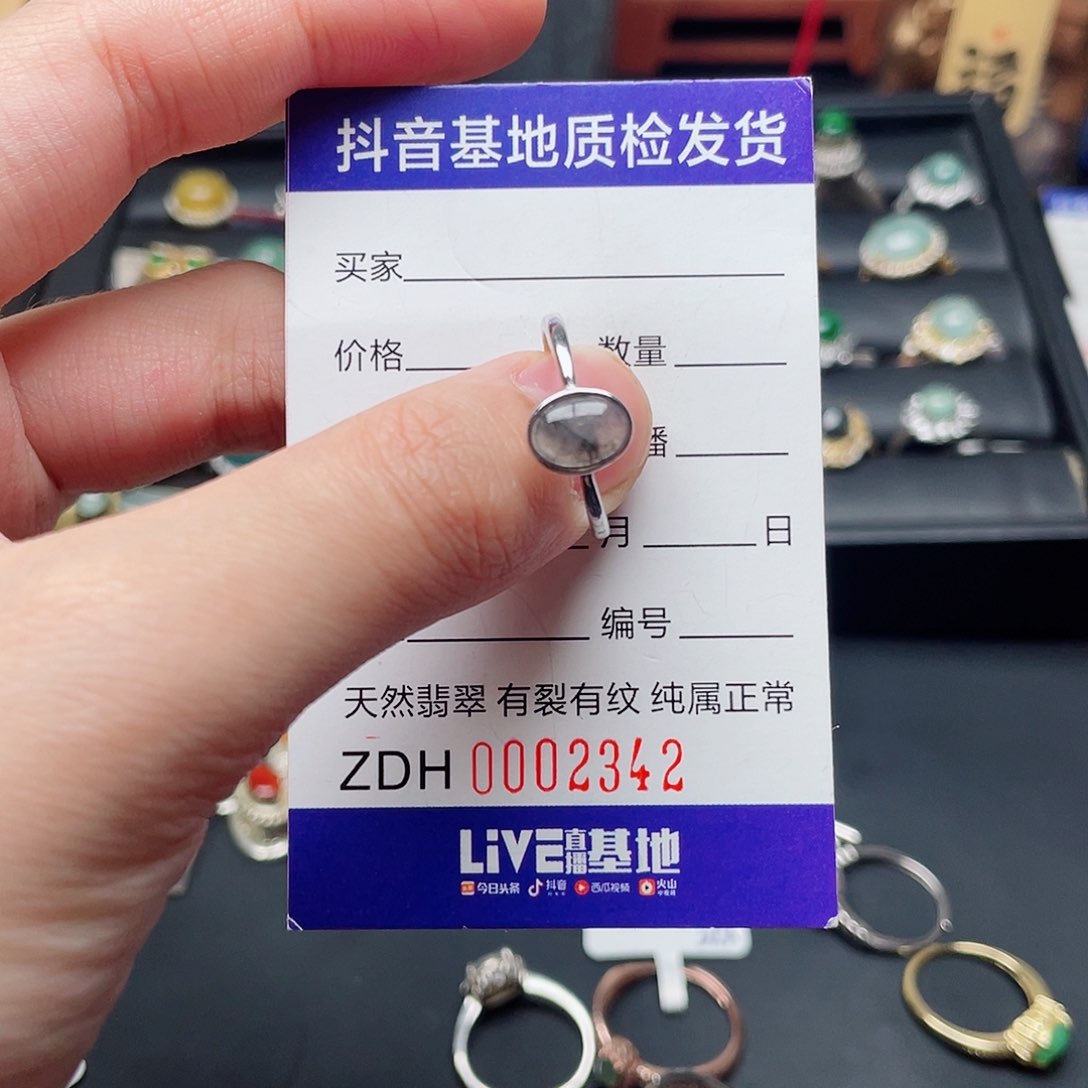 抖音基地质检发货
买家
价格 数量
播
月 日
编号
天然翡翠 有裂有纹 纯属正常
ZDH 0002342
LiVE直播基地
今日头条 抖音 西瓜视频 火山